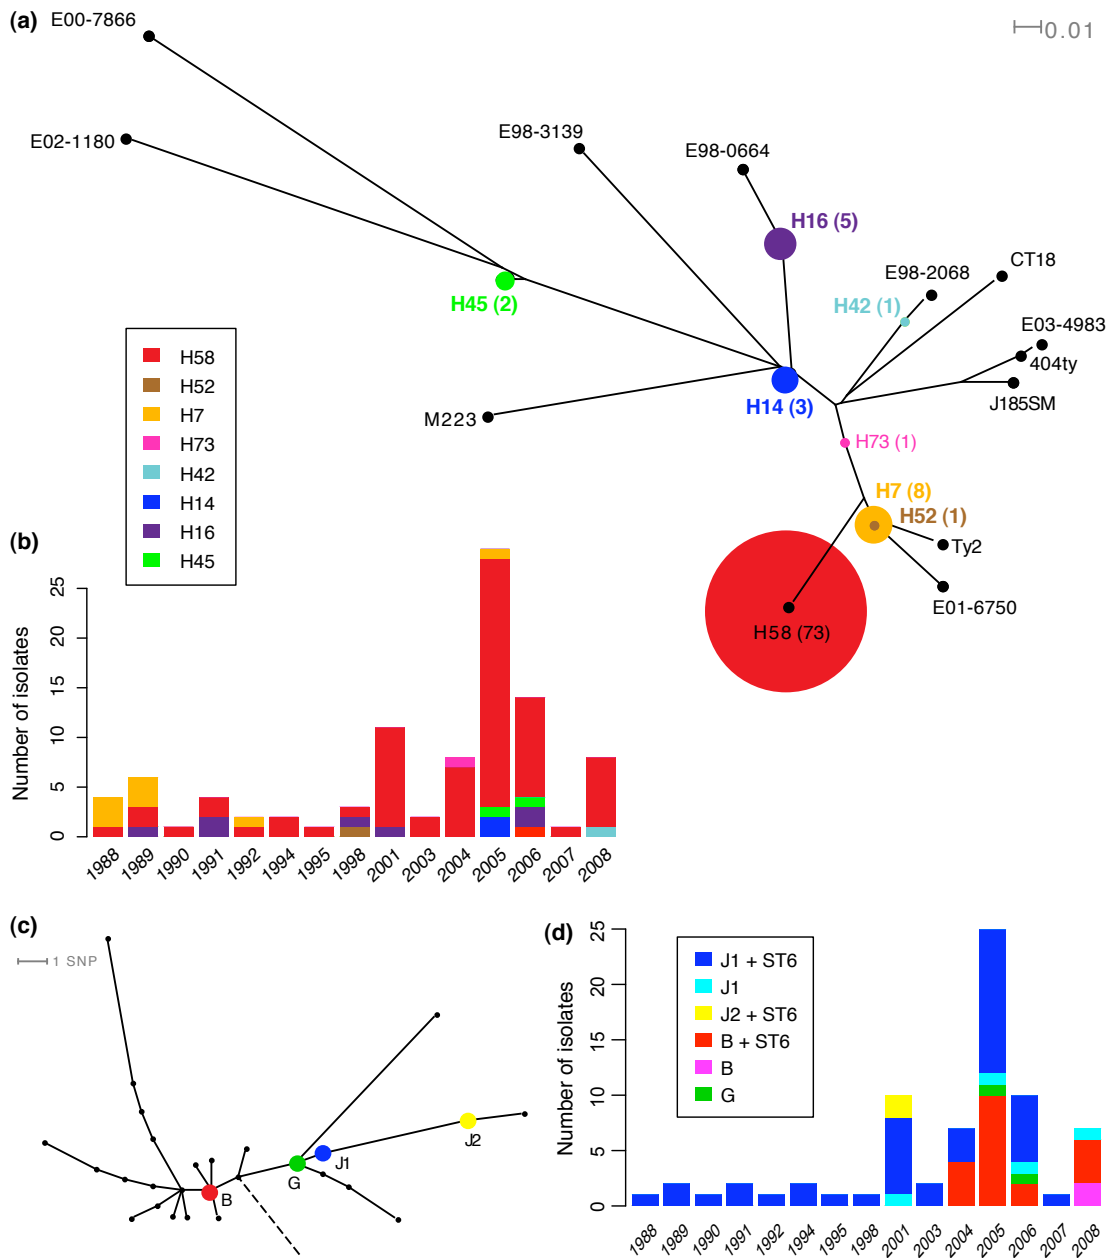 (a)
E00-7866
0.01
E02-1180
E98-3139
E98-0664
H16 (5)
CT18
E98-2068
H42 (1)
H45 (2)
E03-4983
404ty
J185SM
H14 (3)
M223
H73 (1)
H7 (8)
H52 (1)
Ty2
E01-6750
H58 (73)
H58
H52
H7
H73
H42
H14
H16
H45
(b)
Number of isolates
25
20
15
10
5
0
1988
1989
1990
1991
1992
1994
1995
1998
2001
2003
2004
2005
2006
2007
2008
(c)
1 SNP
J2
J1
G
B
(d)
Number of isolates
25
20
15
10
5
0
J1 + ST6
J1
J2 + ST6
B + ST6
B
G
1988
1989
1990
1991
1992
1994
1995
1998
2001
2003
2004
2005
2006
2007
2008